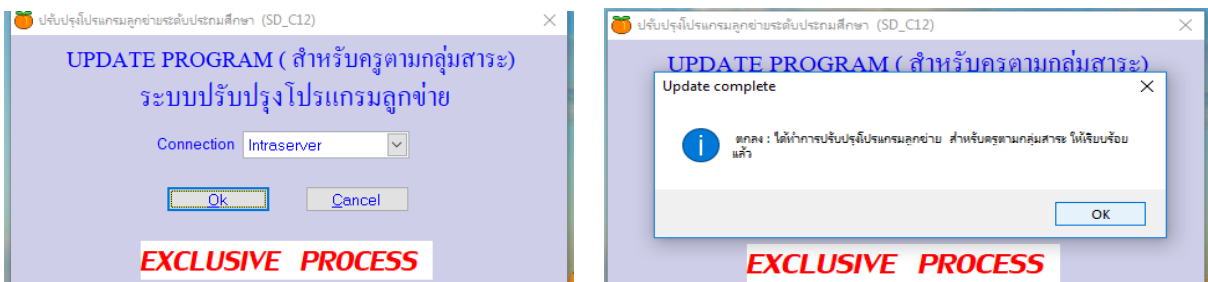 ปรับปรุงโปรแกรมลูกข่ายระดับประถมศึกษา (SD_C12)
UPDATE PROGRAM ( สำหรับครูตามกลุ่มสาระ)
ระบบปรับปรุงโปรแกรมลูกข่าย
Connection Intraserver
Ok Cancel
EXCLUSIVE PROCESS
ปรับปรุงโปรแกรมลูกข่ายระดับประถมศึกษา (SD_C12)
UPDATE PROGRAM ( สำหรับครูตามกลุ่มสาระ)
Update complete
ตกลง : ได้ทำการปรับปรุงโปรแกรมลูกข่าย สำหรับครูตามกลุ่มสาระ ให้เรียบร้อย
แล้ว
OK
EXCLUSIVE PROCESS